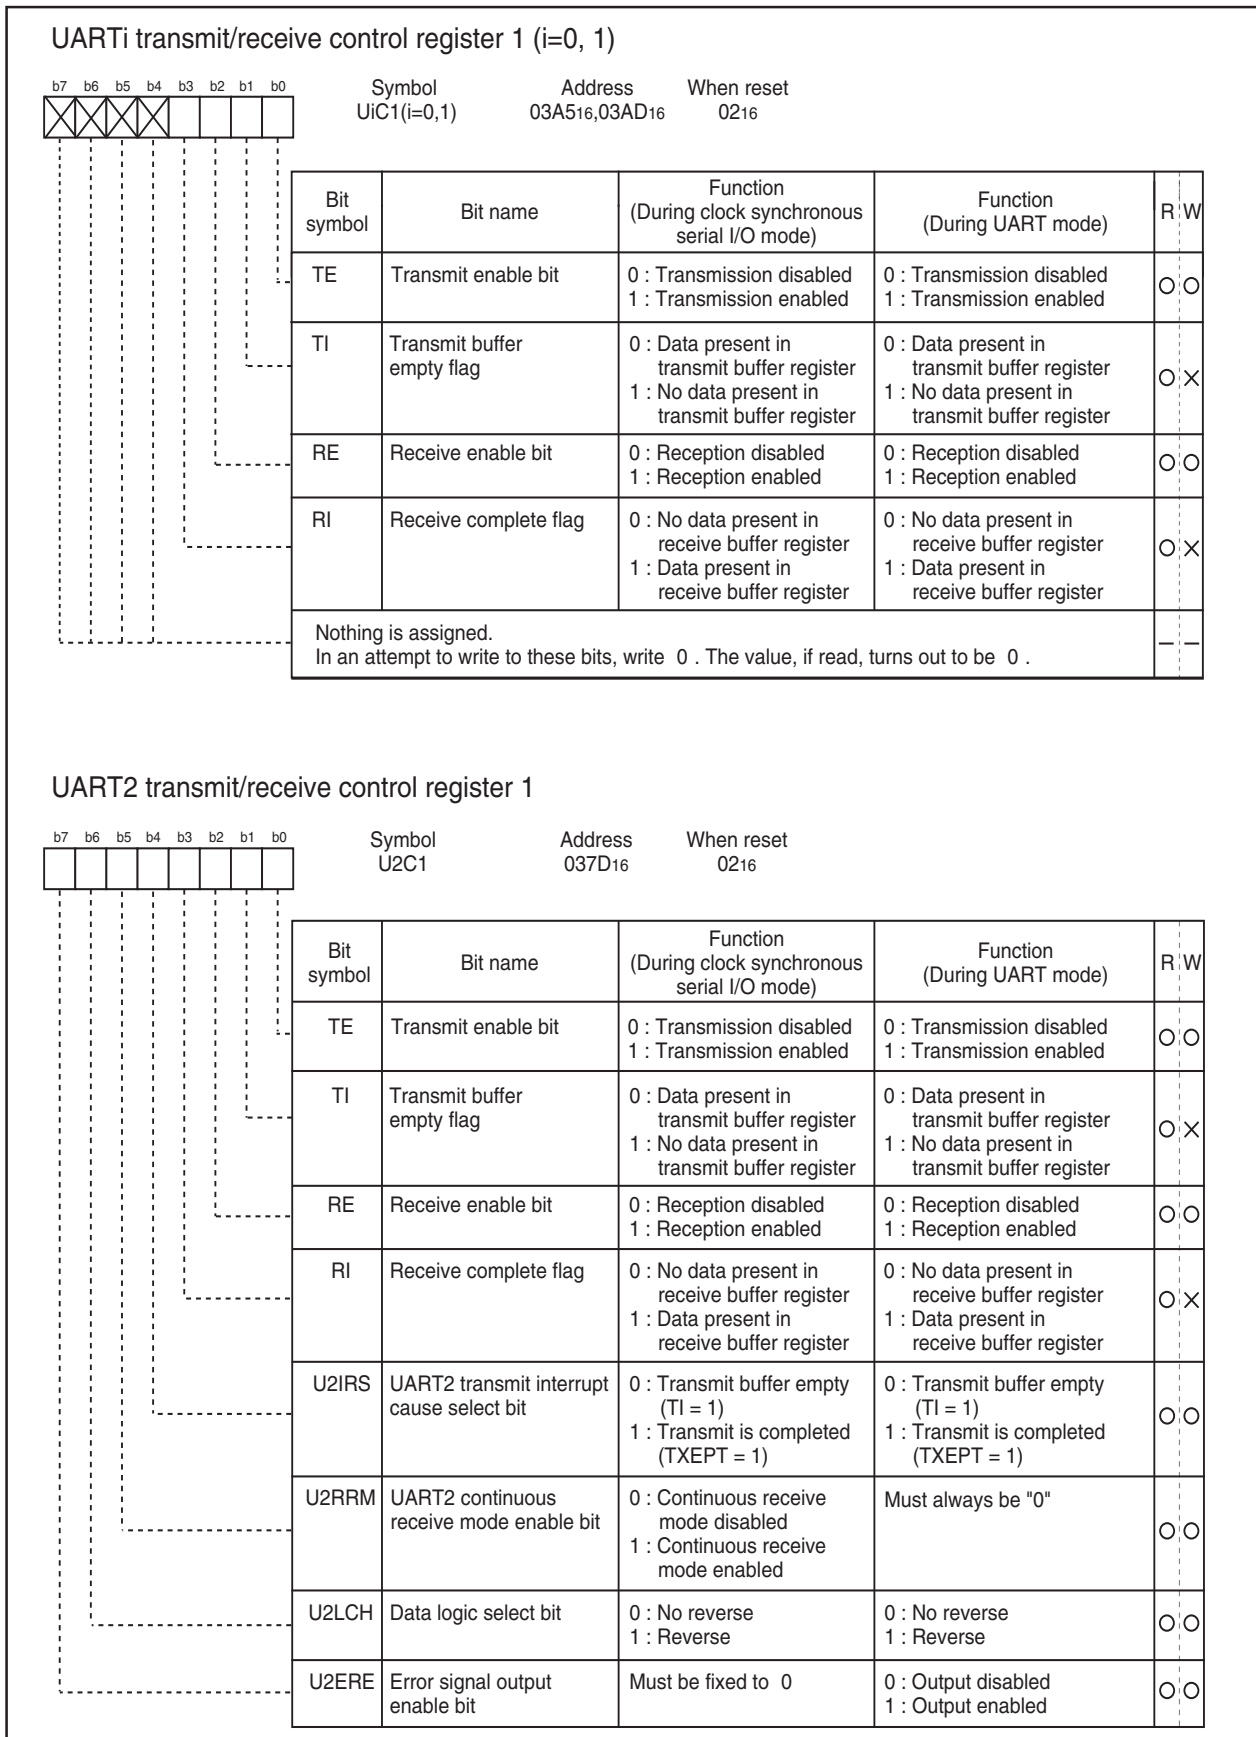 UARTi transmit/receive control register 1 (i=0, 1)
b7 b6 b5 b4 b3 b2 b1 b0
Symbol Address When reset
UiC1(i=0,1) 03A516,03AD16 0216
Bit symbol Bit name Function (During clock synchronous serial I/O mode) Function (During UART mode) R W
TE Transmit enable bit 0 : Transmission disabled 0 : Transmission disabled
1 : Transmission enabled 1 : Transmission enabled
TI Transmit buffer 0 : Data present in 0 : Data present in
empty flag transmit buffer register transmit buffer register
1 : No data present in 1 : No data present in
transmit buffer register transmit buffer register
RE Receive enable bit 0 : Reception disabled 0 : Reception disabled
1 : Reception enabled 1 : Reception enabled
RI Receive complete flag 0 : No data present in 0 : No data present in
receive buffer register receive buffer register
1 : Data present in 1 : Data present in
receive buffer register receive buffer register
Nothing is assigned.
In an attempt to write to these bits, write 0 . The value, if read, turns out to be 0 .
UART2 transmit/receive control register 1
b7 b6 b5 b4 b3 b2 b1 b0
Symbol Address When reset
U2C1 037D16 0216
Bit symbol Bit name Function (During clock synchronous serial I/O mode) Function (During UART mode) R W
TE Transmit enable bit 0 : Transmission disabled 0 : Transmission disabled
1 : Transmission enabled 1 : Transmission enabled
TI Transmit buffer 0 : Data present in 0 : Data present in
empty flag transmit buffer register transmit buffer register
1 : No data present in 1 : No data present in
transmit buffer register transmit buffer register
RE Receive enable bit 0 : Reception disabled 0 : Reception disabled
1 : Reception enabled 1 : Reception enabled
RI Receive complete flag 0 : No data present in 0 : No data present in
receive buffer register receive buffer register
1 : Data present in 1 : Data present in
receive buffer register receive buffer register
U2IRS UART2 transmit interrupt 0 : Transmit buffer empty 0 : Transmit buffer empty
cause select bit (TI = 1) (TI = 1)
1 : Transmit is completed 1 : Transmit is completed
(TXEPT = 1) (TXEPT = 1)
U2RRM UART2 continuous 0 : Continuous receive Must always be "0"
receive mode enable bit mode disabled
1 : Continuous receive
mode enabled
U2LCH Data logic select bit 0 : No reverse 0 : No reverse
1 : Reverse 1 : Reverse
U2ERE Error signal output Must be fixed to 0 0 : Output disabled
enable bit 1 : Output enabled